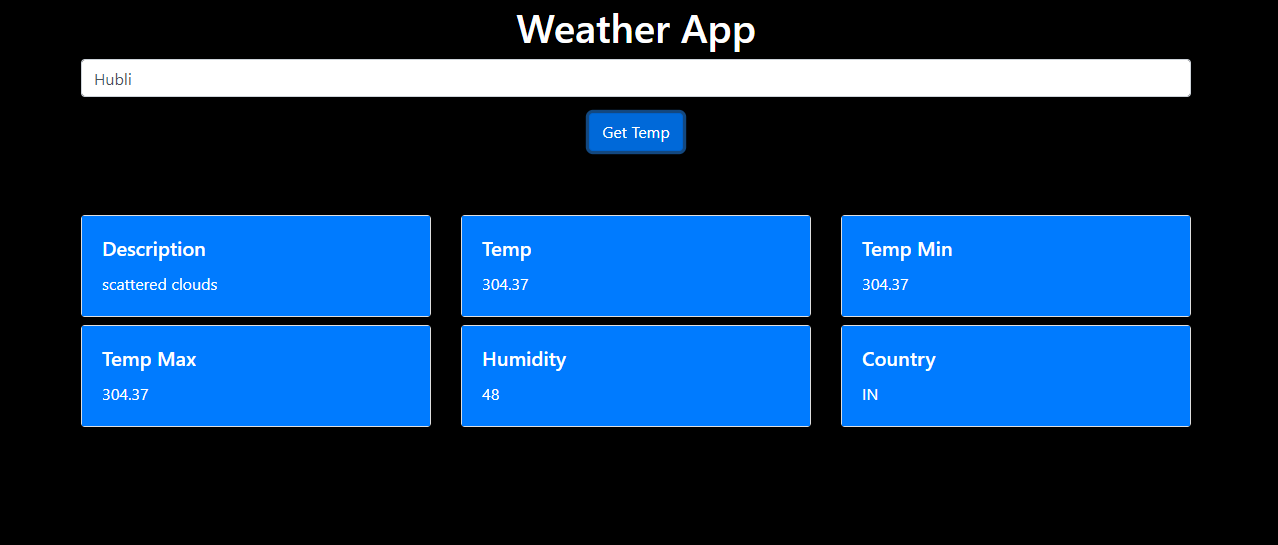 Weather App
Hubli
Get Temp
Description
scattered clouds
Temp
304.37
Temp Min
304.37
Temp Max
304.37
Humidity
48
Country
IN